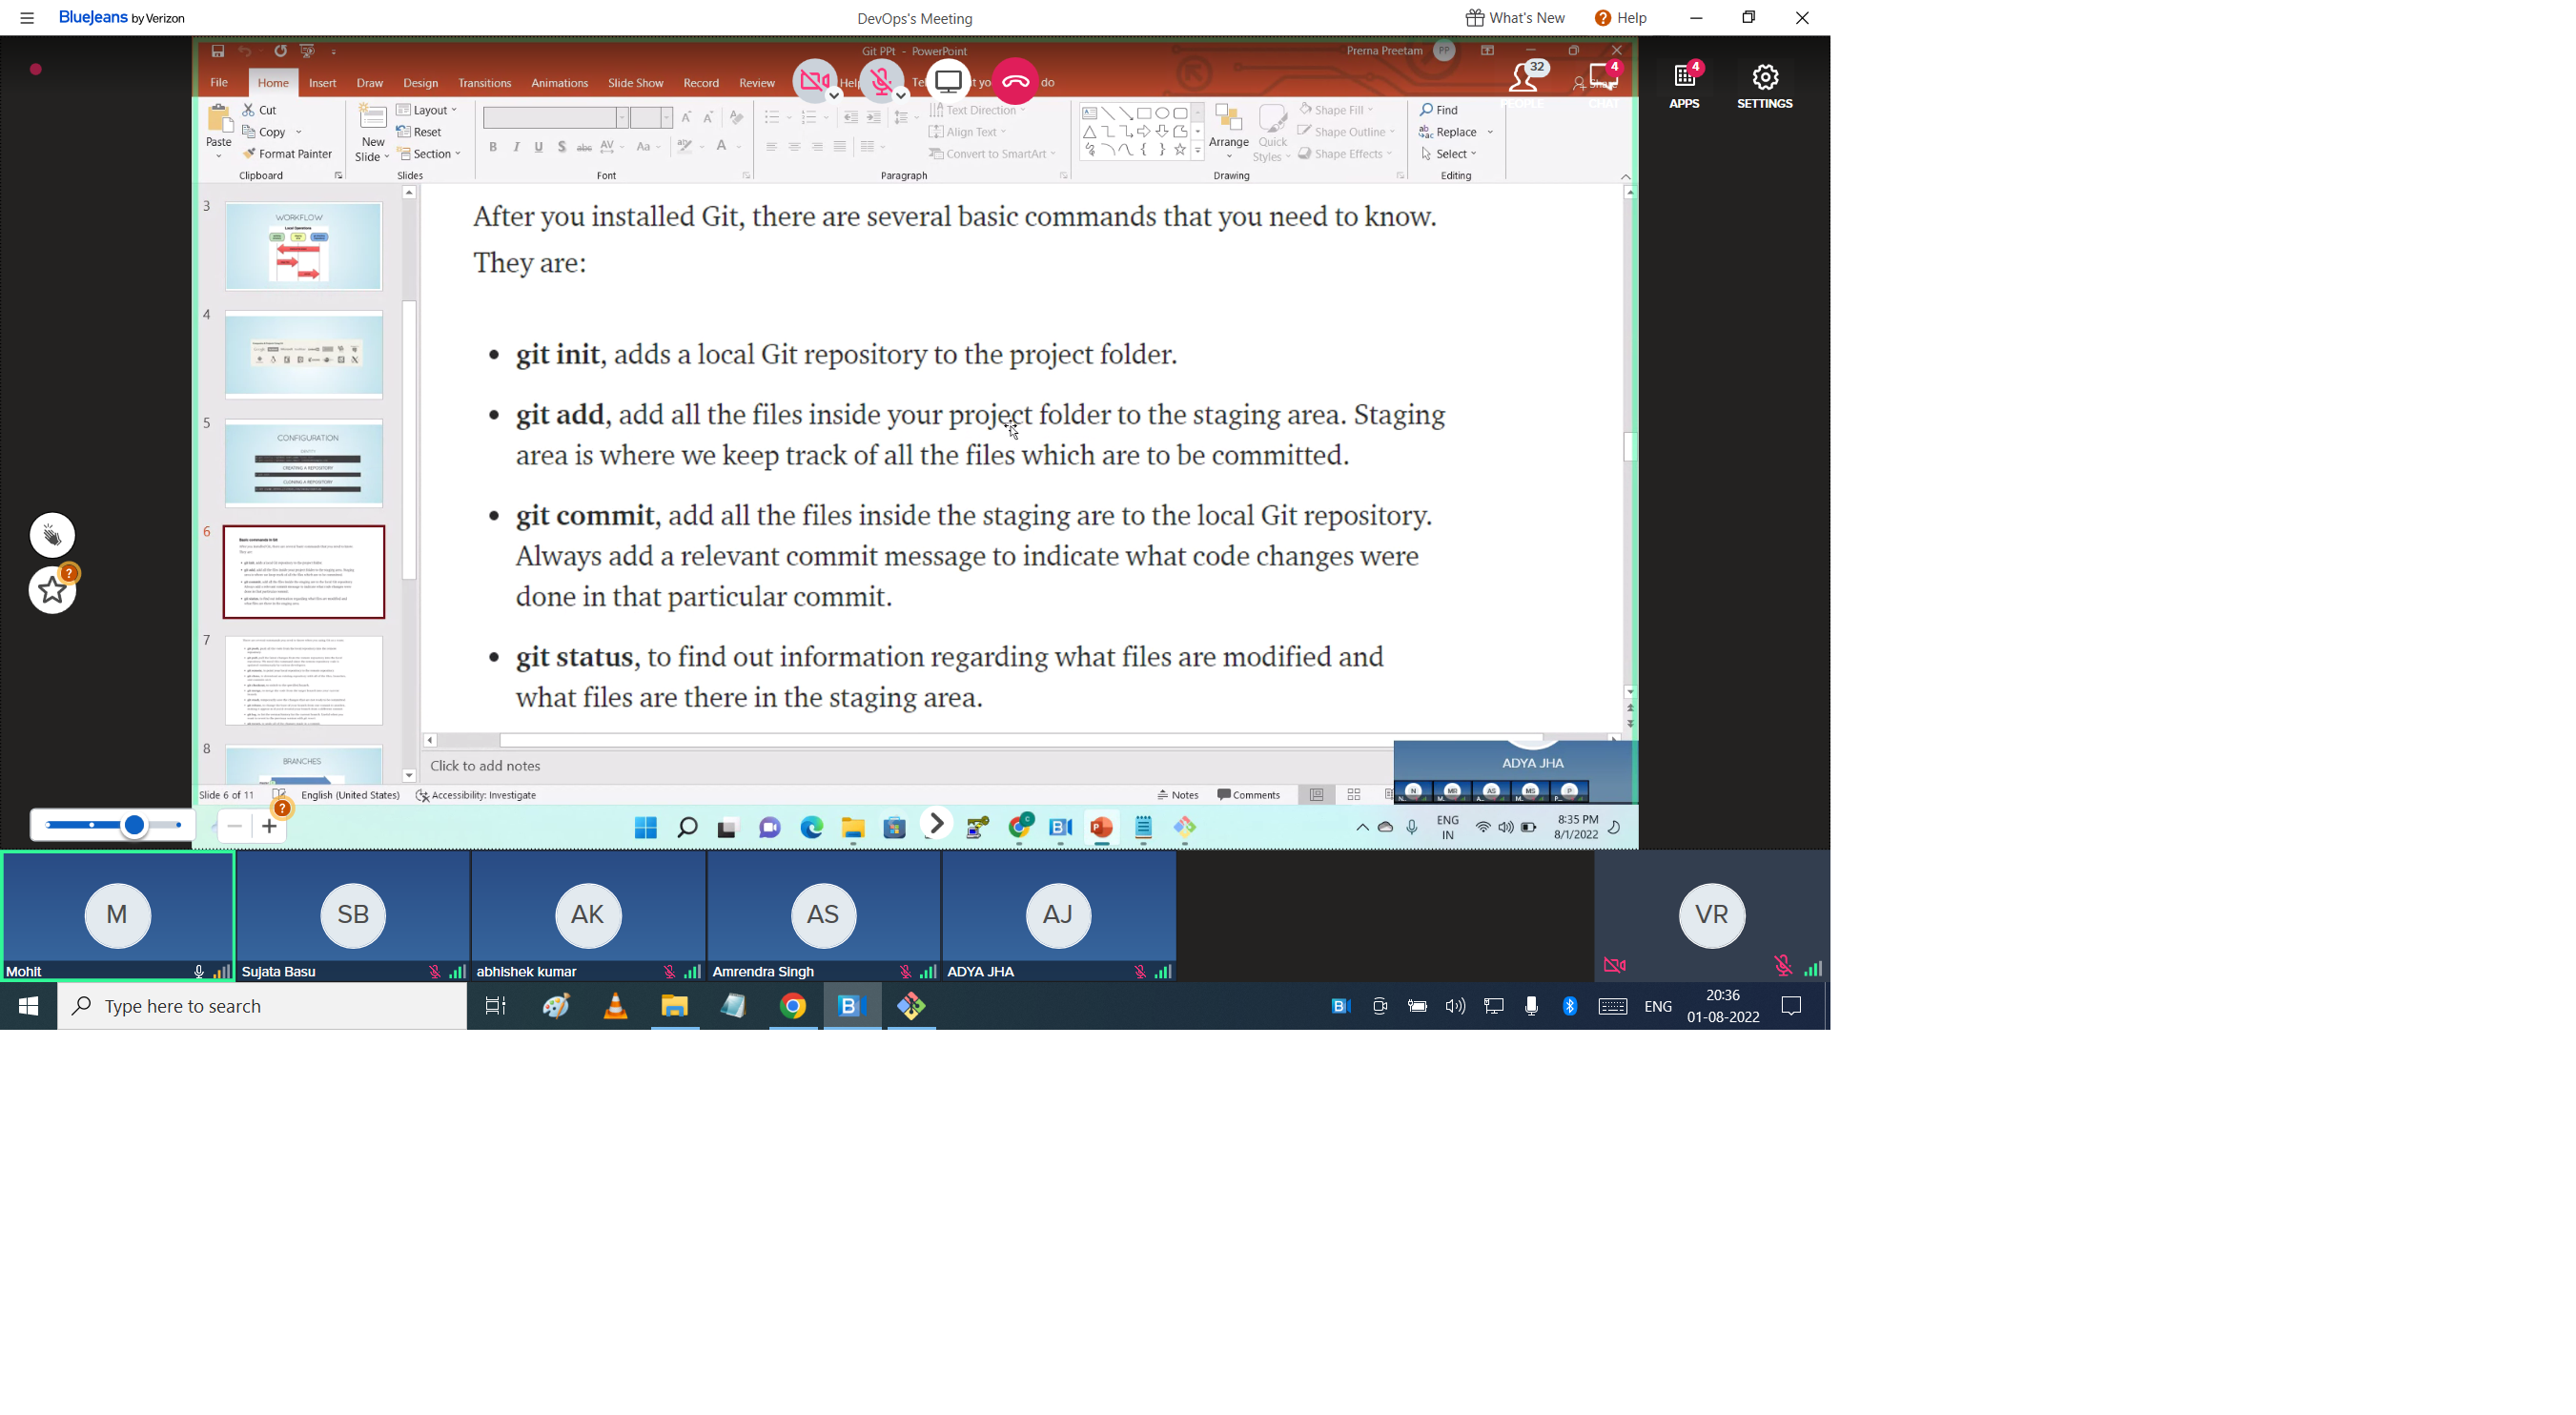 BlueJeans by Verizon
DevOps's Meeting
What's New
Help
Git PPt - PowerPoint
Prerna Preetam
PP
File
Home
Insert
Draw
Design
Transitions
Animations
Slide Show
Record
Review
Help
do
32
4
4
APPS
SETTINGS
Paste
Cut
Copy
Format Painter
Clipboard
New
Slide
Layout
Reset
Section
Slides
Font
Text Direction
Align Text
Convert to SmartArt
Paragraph
Arrange
Quick
Styles
Shape Fill
Shape Outline
Shape Effects
Drawing
Find
Replace
Select
Editing
3
WORKFLOW
4
5
CONFIGURATION
CREATING A REPOSITORY
CLONING A REPOSITORY
6
7
8
BRANCHES
After you installed Git, there are several basic commands that you need to know.
They are:
• git init, adds a local Git repository to the project folder.
• git add, add all the files inside your project folder to the staging area. Staging
area is where we keep track of all the files which are to be committed.
• git commit, add all the files inside the staging are to the local Git repository.
Always add a relevant commit message to indicate what code changes were
done in that particular commit.
• git status, to find out information regarding what files are modified and
what files are there in the staging area.
Click to add notes
ADYA JHA
N
MR
AS
MS
P
Slide 6 of 11
English (United States)
Accessibility: Investigate
Notes
Comments
ENG
IN
8:35 PM
8/1/2022
M
SB
AK
AS
AJ
VR
Mohit
Sujata Basu
abhishek kumar
Amrendra Singh
ADYA JHA
Type here to search
ENG
20:36
01-08-2022